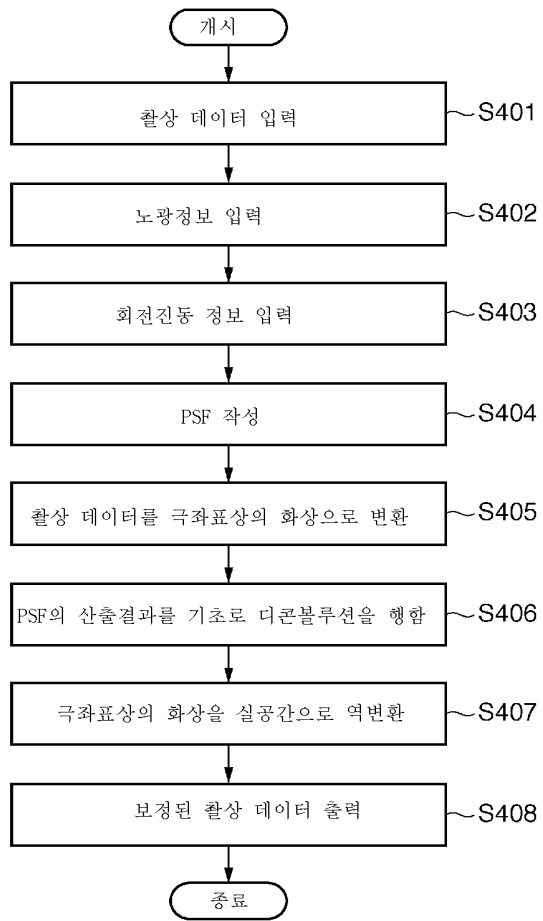 개시
촬상 데이터 입력
S401
노광정보 입력
S402
회전진동 정보 입력
S403
PSF 작성
S404
촬상 데이터를 극좌표상의 화상으로 변환
S405
PSF의 산출결과를 기초로 디콘볼루션을 행함
S406
극좌표상의 화상을 실공간으로 역변환
S407
보정된 촬상 데이터 출력
S408
종료